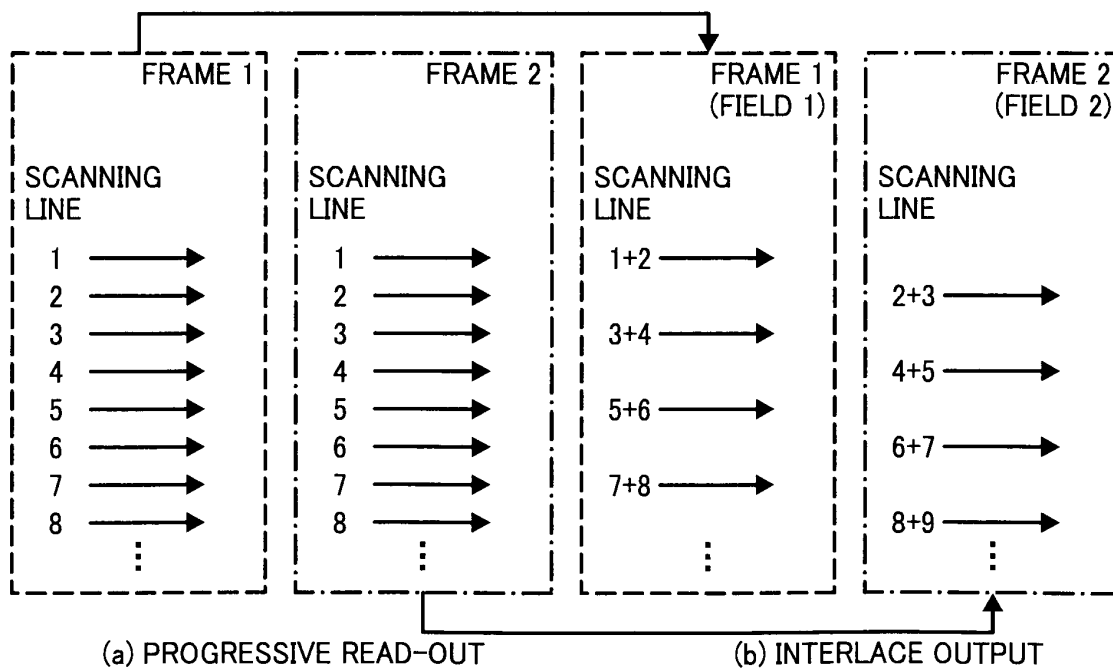 FRAME 1
SCANNING
LINE
1
2
3
4
5
6
7
8
⋮
FRAME 2
SCANNING
LINE
1
2
3
4
5
6
7
8
⋮
FRAME 1
(FIELD 1)
SCANNING
LINE
1+2
3+4
5+6
7+8
⋮
FRAME 2
(FIELD 2)
SCANNING
LINE
2+3
4+5
6+7
8+9
⋮
(a) PROGRESSIVE READ-OUT
(b) INTERLACE OUTPUT